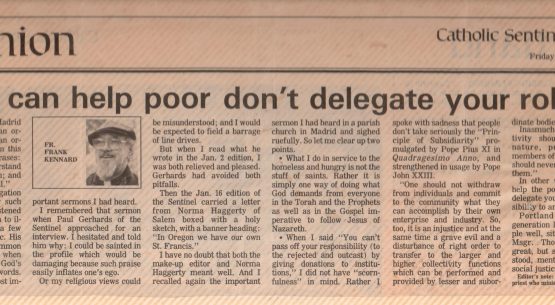 nion
Catholic Sentin
Friday
can help poor don't delegate your rol
Madrid
an or-
an or-
n this
rases:
rstand
; and
l."
ption
such
ened
s to il-
a few
c. His
mmon
when
God's
words.
ost im-
FR.
FRANK
KENNARD
portant sermons I had heard.
I remembered that sermon
when Paul Gerhards of the
Sentinel approached for an
interview. I hesitated and told
him why: I could be sainted in
the profile which would be
damaging because such praise
easily inflates one's ego.
Or my religious views could
be misunderstood; and I would
be expected to field a barrage
of line drives.
But when I read what he
wrote in the Jan. 2 edition, I
was both relieved and pleased.
Gerhards had avoided both
pitfalls.
Then the Jan. 16 edition of
the Sentinel carried a letter
from Norma Haggerty of
Salem boxed with a holy
sketch, with a banner heading:
"In Oregon we have our own
St. Francis."
I have no doubt that both the
make-up editor and Norma
Haggerty meant well. And I
recalled again the important
sermon I had heard in a parish
church in Madrid and sighed
ruefully. So let me clear up two
points.
• What I do in service to the
homeless and hungry is not the
stuff of saints. Rather it is
simply one way of doing what
God demands from everyone
in the Torah and the Prophets
as well as in the Gospel im-
perative to follow Jesus of
Nazareth.
• When I said "You can't
pass off your responsibility (to
the rejected and outcast) by
giving donations to institu-
tions," I did not have "scorn-
fulness" in mind. Rather I
spoke with sadness that people
don't take seriously the "Prin-
ciple of Subsidiarity" pro-
mulgated by Pope Pius XI in
Quadragesimo Anno, and
strengthened in usage by Pope
John XXIII.
"One should not withdraw
from individuals and commit
to the community what they
can accomplish by their own
enterprise and industry. So,
too, it is an injustice and at the
same time a grave evil and a
disturbance of right order to
transfer to the larger and
higher collectivity functions
which can be performed and
provided by lesser and subor-
dinate bodies
Inasmuc
tivity shou
nature, p
members
should neve
them."
In other
help the po
delegate you
sibility to a
Portland
generation
ple well, st
Msgr. Tho
great, but
stood, ment
social justi
Editor's note:
priest who mini